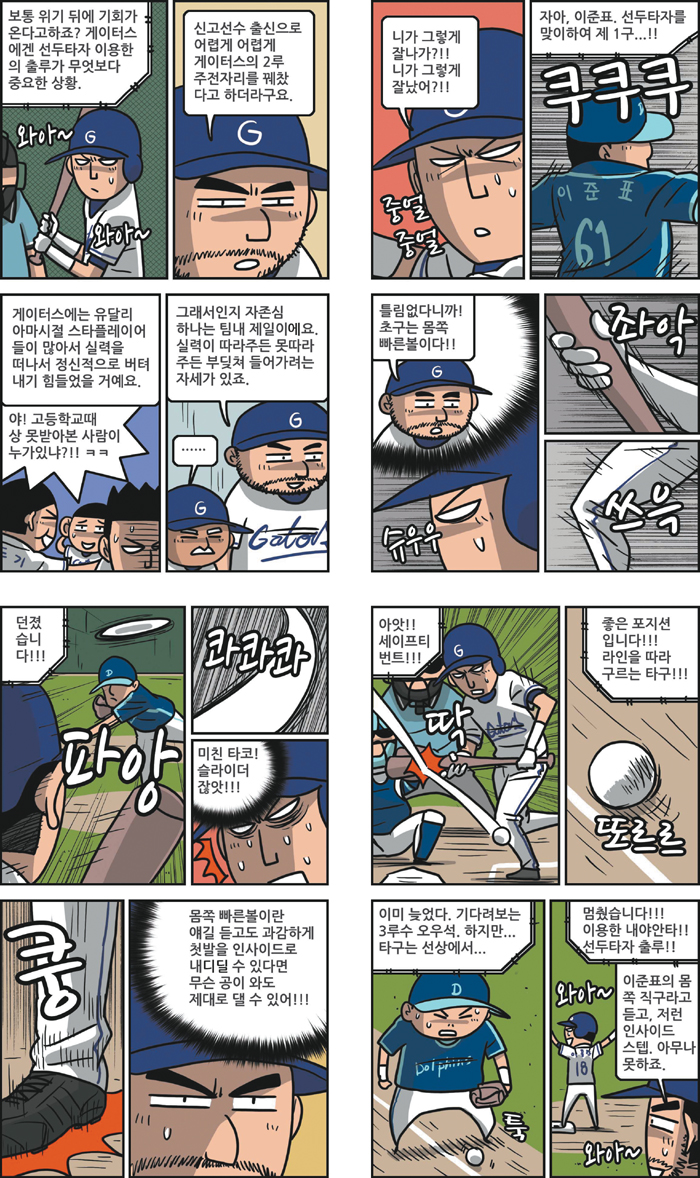 보통 위기 뒤에 기회가
온다고하죠? 게이터스
에겐 선두타자 이용한
의 출루가 무엇보다
중요한 상황.
G
와아~
와아~
신고선수 출신으로
어렵게 어렵게
게이터스의 2루
주전자리를 꿰찼
다고 하더라구요.
G
게이터스에는 유달리
아마시절 스타플레이어
들이 많아서 실력을
떠나서 정신적으로 버텨
내기 힘들었을 거예요.
야! 고등학교때
상 못받아본 사람이
누가있냐?!! ㅋㅋ
그래서인지 자존심
하나는 팀내 제일이에요.
실력이 따라주든 못따라
주든 부딪쳐 들어가려는
자세가 있죠.
······
G
G
Gators
니가 그렇게
잘나가?!!
니가 그렇게
잘났어?!!
중얼
중얼
자아, 이준표. 선두타자를
맞이하여 제 1구...!!
쿠쿠쿠
D
이준표
61
틀림없다니까!
초구는 몸쪽
빠른볼이다!!
G
슈우우
좌악
쓰윽
던졌
습니
다!!!
D
파앙
콰콰콰
미친 타코!
슬라이더
잖앗!!!
쿵
몸쪽 빠른볼이란
얘길 듣고도 과감하게
첫발을 인사이드로
내디딜 수 있다면
무슨 공이 와도
제대로 댈 수 있어!!!
아앗!!
세이프티
번트!!!
G
Gators
딱
좋은 포지션
입니다!!!
라인을 따라
구르는 타구!!!
또르르
이미 늦었다. 기다려보는
3루수 오우석. 하지만...
타구는 선상에서...
D
Dolphins
툭
멈췄습니다!!!
이용한 내야안타!!
선두타자 출루!!
와아~
18
이준표의 몸
쪽 직구라고
듣고, 저런
인사이드
스텝. 아무나
못하죠.
와아~